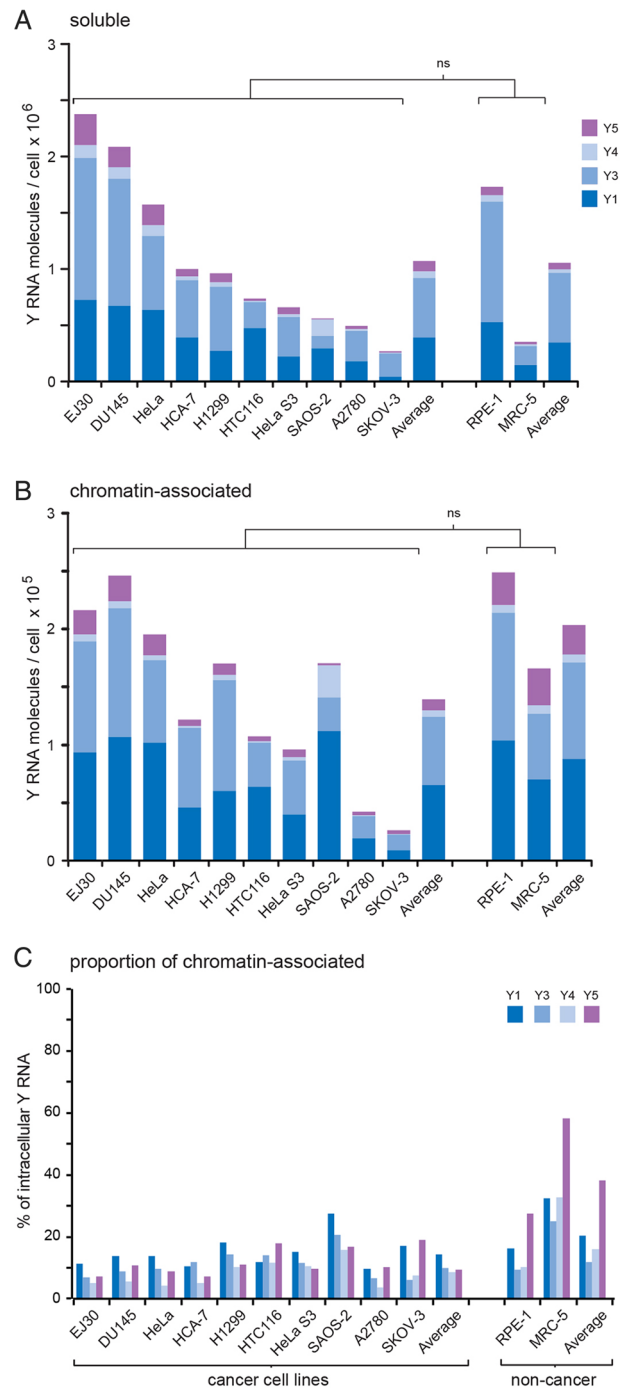 A soluble
3
ns
Y5
Y4
Y3
Y1
2
1
0
Y RNA molecules / cell x 10⁶
EJ30 DU145 HeLa HCA-7 H1299 HTC116 HeLa S3 SAOS-2 A2780 SKOV-3 Average RPE-1 MRC-5 Average
B chromatin-associated
3
ns
2
1
0
Y RNA molecules / cell x 10⁵
EJ30 DU145 HeLa HCA-7 H1299 HTC116 HeLa S3 SAOS-2 A2780 SKOV-3 Average RPE-1 MRC-5 Average
C proportion of chromatin-associated
100
Y1 Y3 Y4 Y5
80
60
40
20
0
% of intracellular Y RNA
EJ30 DU145 HeLa HCA-7 H1299 HTC116 HeLa S3 SAOS-2 A2780 SKOV-3 Average RPE-1 MRC-5 Average
cancer cell lines non-cancer